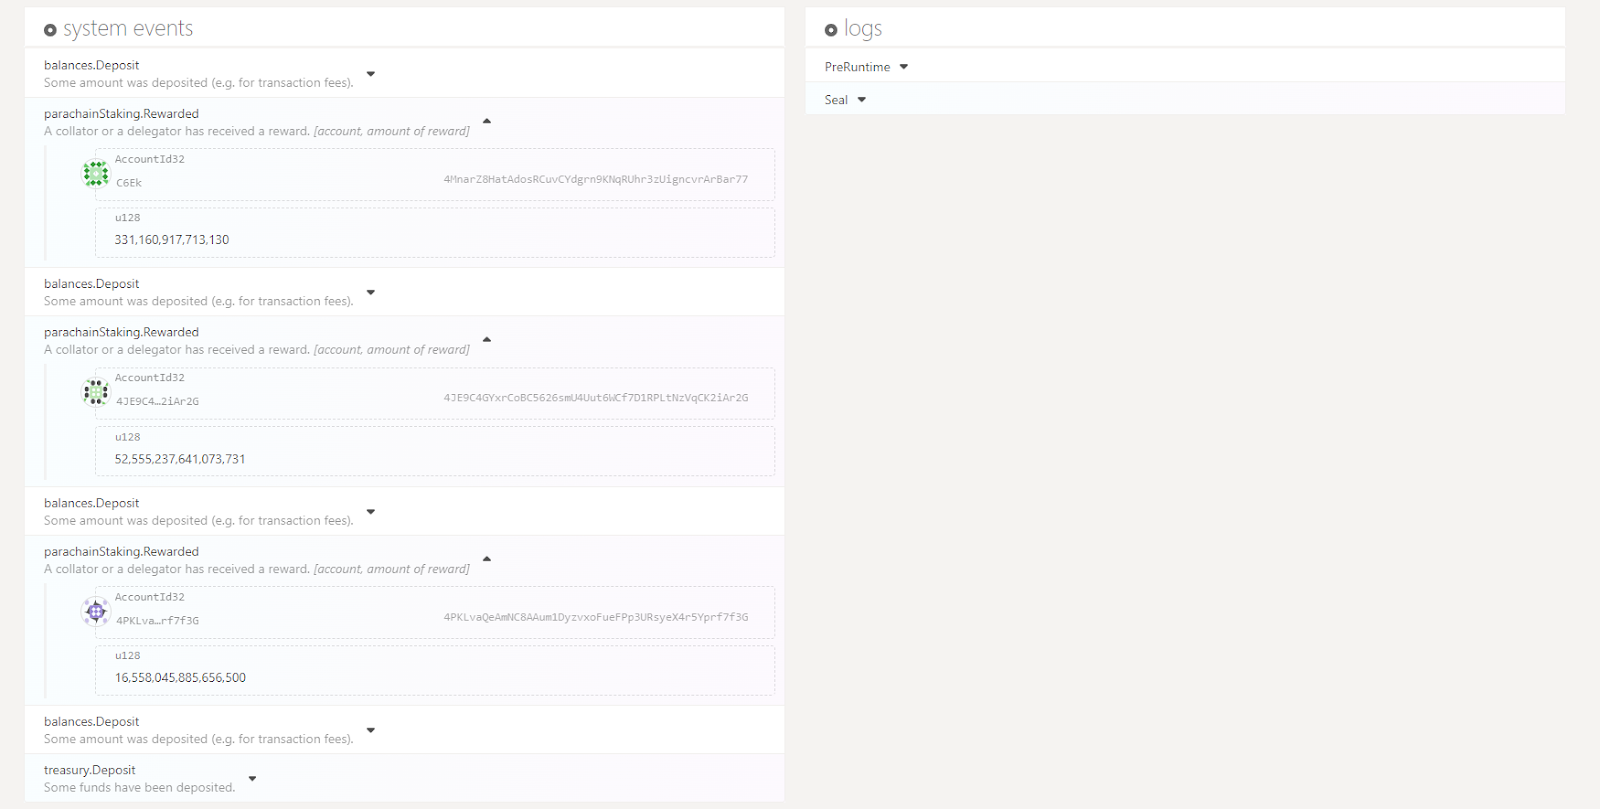 system events
balances.Deposit
Some amount was deposited (e.g. for transaction fees).
parachainStaking.Rewarded
A collator or a delegator has received a reward. [account, amount of reward]
AccountId32
C6Ek 4MnarZ8HatAdosRCuvCYdgrn9KNqRUhr3zUigncvrArBar77
u128
331,160,917,713,130
balances.Deposit
Some amount was deposited (e.g. for transaction fees).
parachainStaking.Rewarded
A collator or a delegator has received a reward. [account, amount of reward]
AccountId32
4JE9C4…2iAr2G 4JE9C4GYxrCoBC5626smU4Uut6WCf7D1RPLtNzVqCK2iAr2G
u128
52,555,237,641,073,731
balances.Deposit
Some amount was deposited (e.g. for transaction fees).
parachainStaking.Rewarded
A collator or a delegator has received a reward. [account, amount of reward]
AccountId32
4PKLva…rf7f3G 4PKLvaQeAmNC8AAum1DyzvxoFueFPp3URsyeX4r5Yprf7f3G
u128
16,558,045,885,656,500
balances.Deposit
Some amount was deposited (e.g. for transaction fees).
treasury.Deposit
Some funds have been deposited.
logs
PreRuntime
Seal